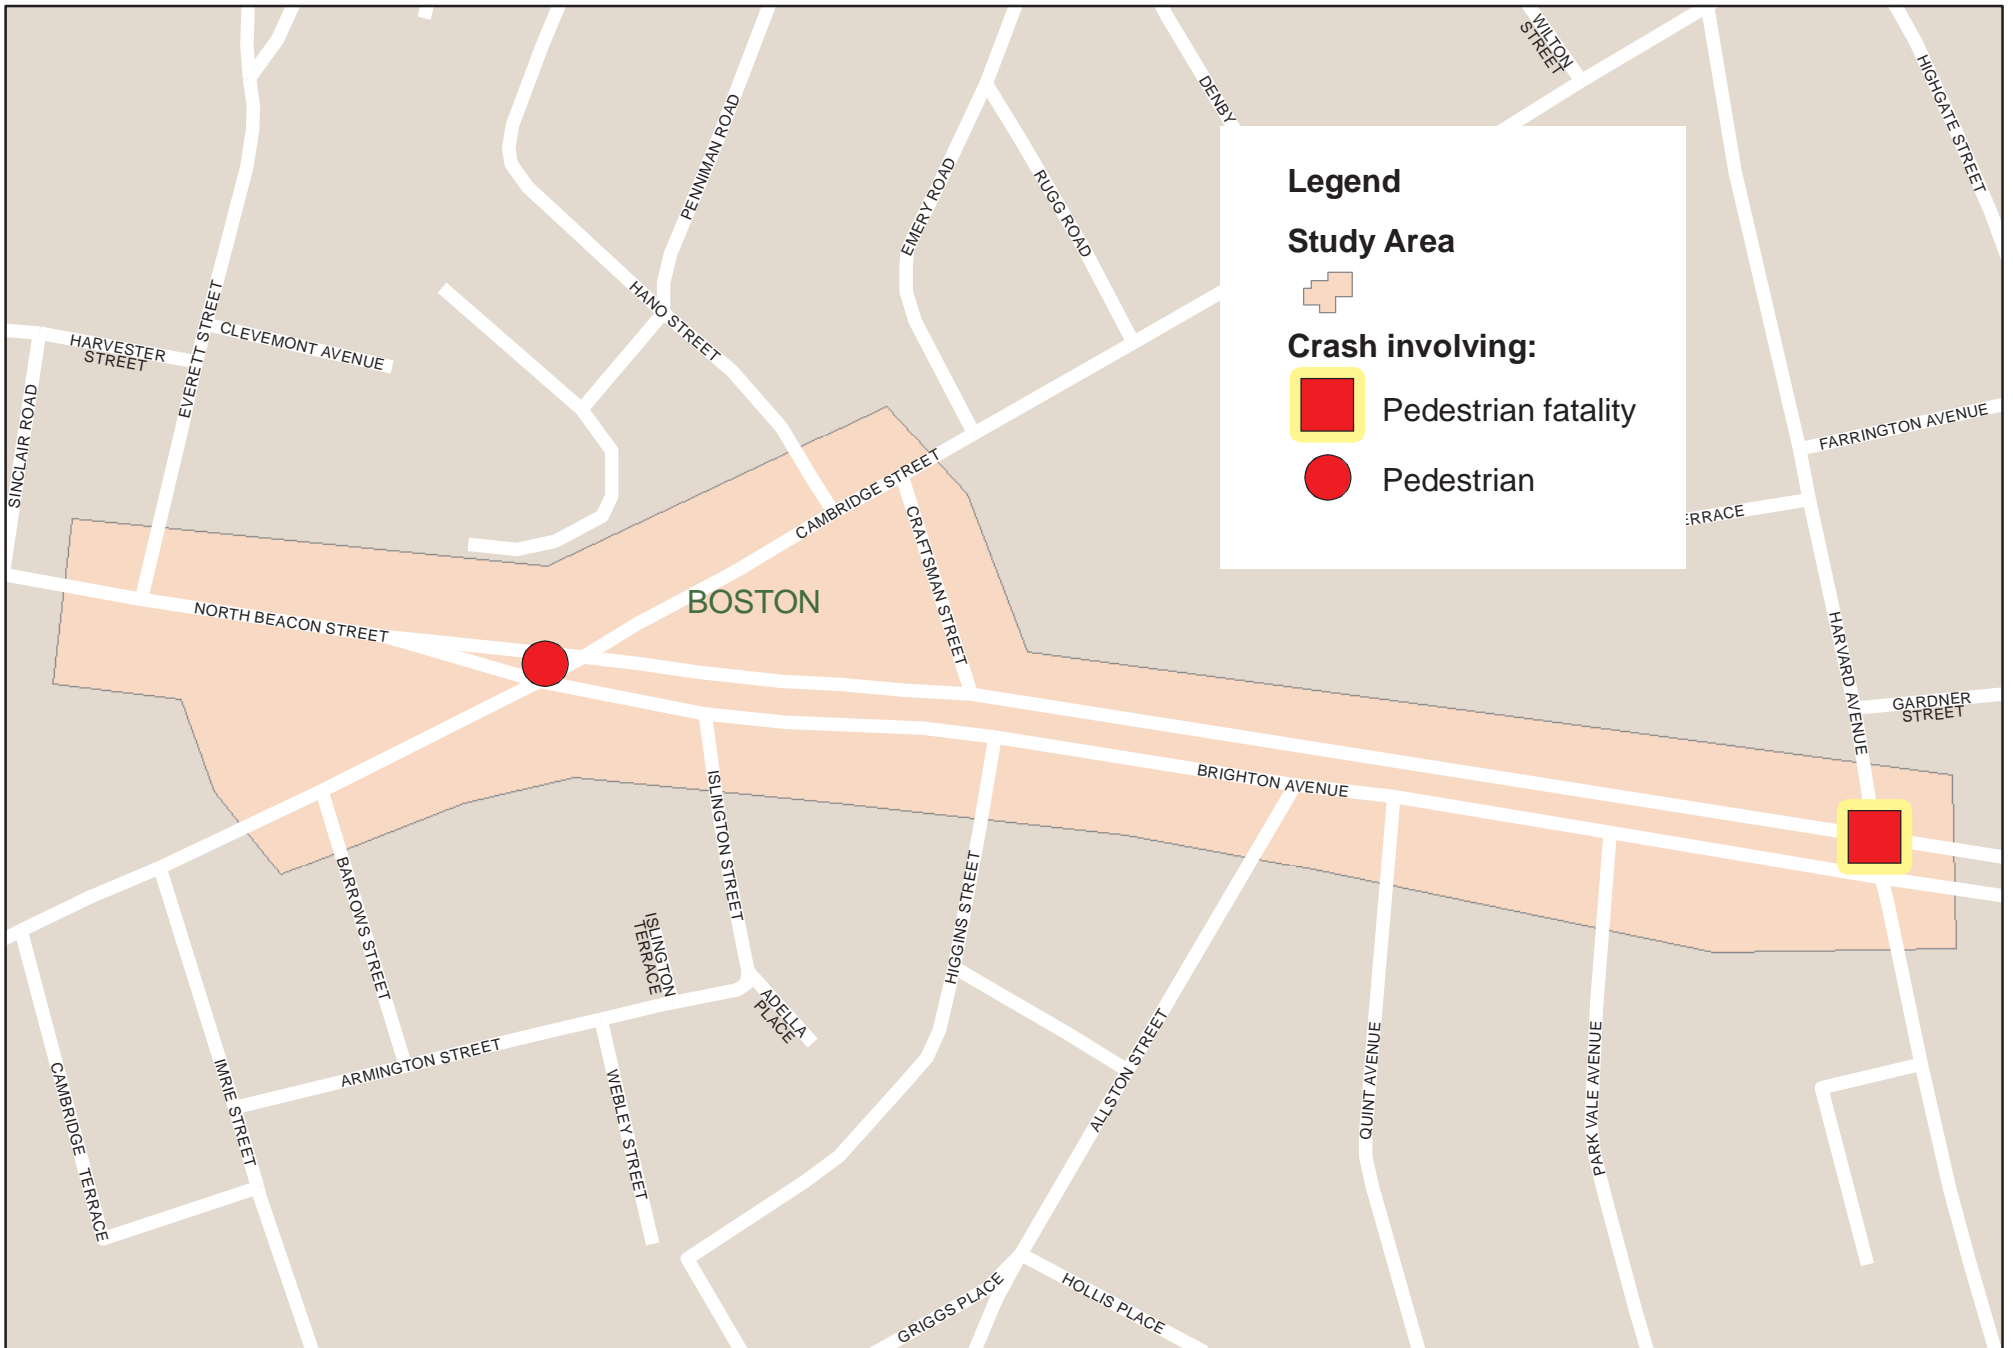 WILTON
STREET
HIGHGATE STREET
DENBY
PENNIMAN ROAD
EMERY ROAD
RUGG ROAD
Legend
Study Area
Crash involving:
Pedestrian fatality
Pedestrian
HANO STREET
EVERETT STREET
CLEVEMONT AVENUE
HARVESTER
STREET
SINCLAIR ROAD
FARRINGTON AVENUE
ERRACE
CAMBRIDGE STREET
CRAFTSMAN STREET
BOSTON
NORTH BEACON STREET
HARVARD AVENUE
GARDNER
STREET
BRIGHTON AVENUE
ISLINGTON STREET
BARROWS STREET
ISLINGTON
TERRACE
HIGGINS STREET
ADELLA
PLACE
ARMINGTON STREET
IMRIE STREET
CAMBRIDGE TERRACE
WEBLEY STREET
ALLSTON STREET
QUINT AVENUE
PARK VALE AVENUE
GRIGGS PLACE
HOLLIS PLACE